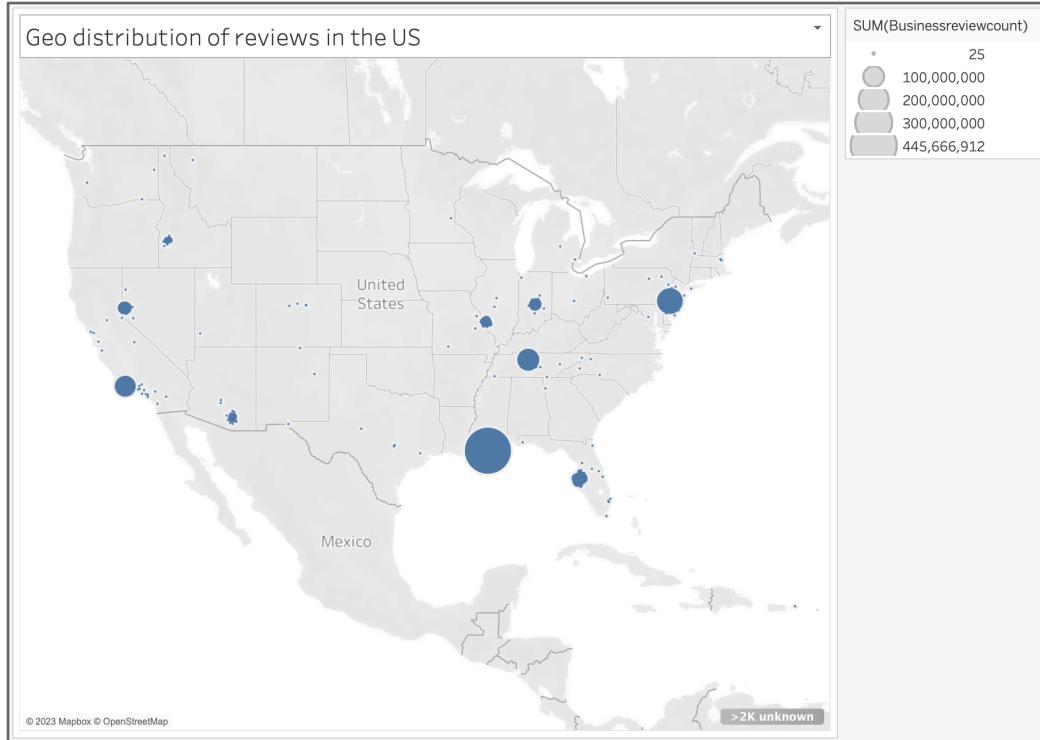 Geo distribution of reviews in the US
SUM(Businessreviewcount)
25
100,000,000
200,000,000
300,000,000
445,666,912
United
States
Mexico
© 2023 Mapbox © OpenStreetMap
>2K unknown